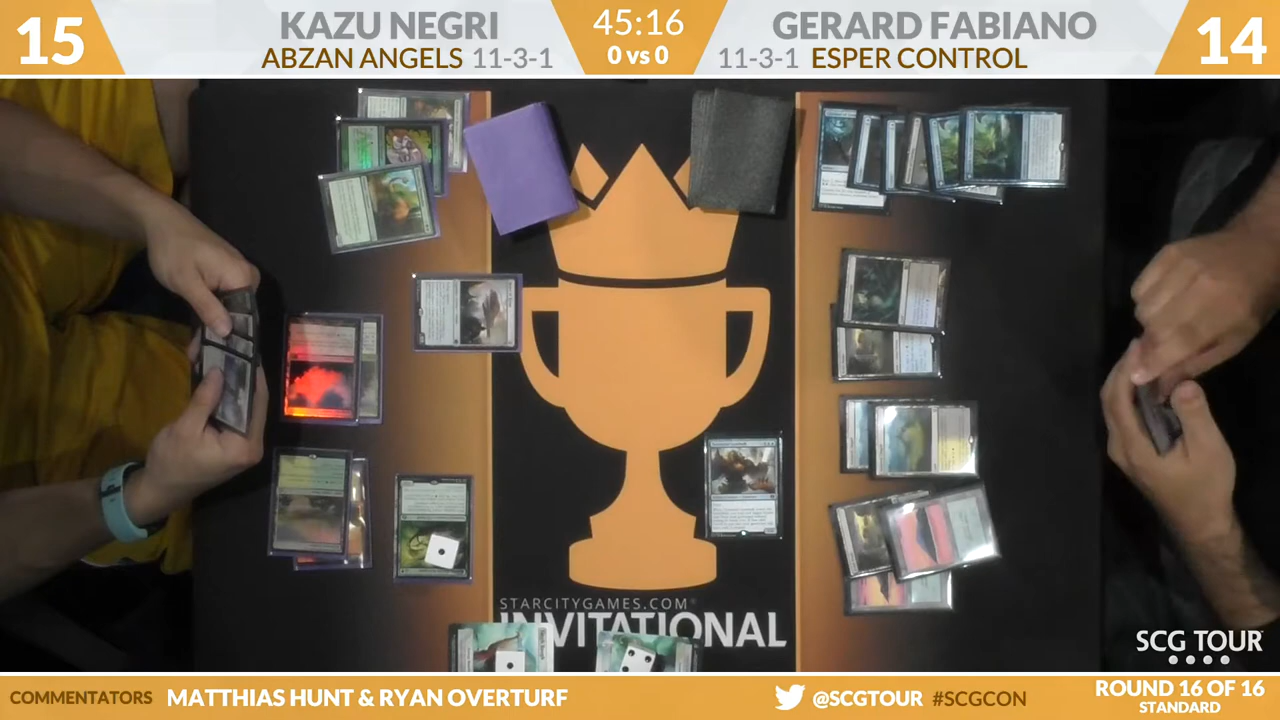 15
KAZU NEGRI
ABZAN ANGELS 11-3-1
45:16
0 vs 0
GERARD FABIANO
11-3-1 ESPER CONTROL
14
STARCITYGAMES.COM®
INVITATIONAL
SCG TOUR
COMMENTATORS MATTHIAS HUNT & RYAN OVERTURF
@SCGTOUR #SCGCON
ROUND 16 OF 16
STANDARD